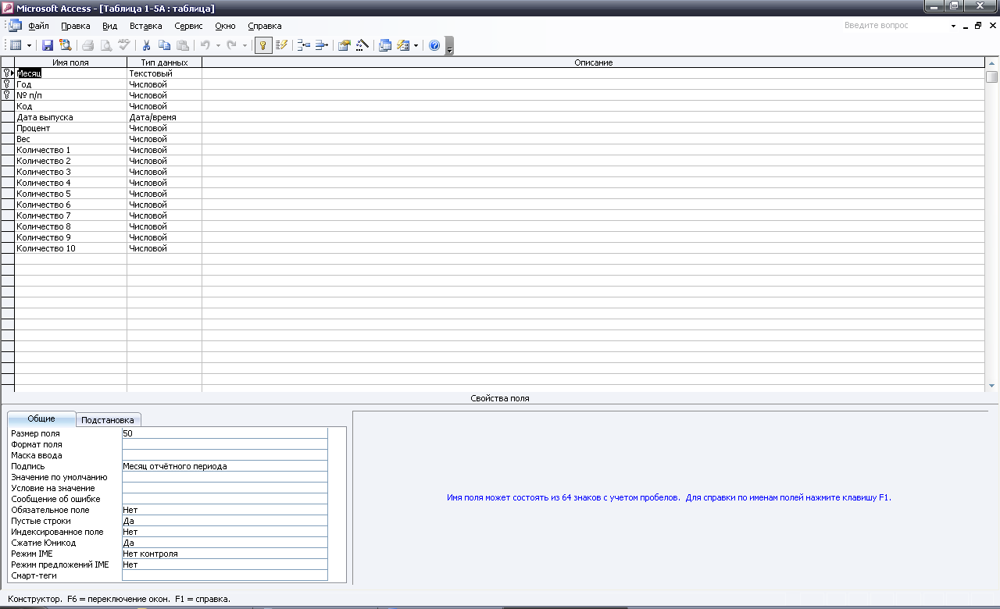 Microsoft Access - [Таблица 1-5А : таблица]
Файл Правка Вид Вставка Сервис Окно Справка Введите вопрос
Имя поля Тип данных Описание
Месяц Текстовый
Год Числовой
№ п/п Числовой
Код Числовой
Дата выпуска Дата/время
Процент Числовой
Вес Числовой
Количество 1 Числовой
Количество 2 Числовой
Количество 3 Числовой
Количество 4 Числовой
Количество 5 Числовой
Количество 6 Числовой
Количество 7 Числовой
Количество 8 Числовой
Количество 9 Числовой
Количество 10 Числовой
Свойства поля
Общие Подстановка
Размер поля 50
Формат поля
Маска ввода
Подпись Месяц отчётного периода
Значение по умолчанию
Условие на значение
Сообщение об ошибке
Обязательное поле Нет
Пустые строки Да
Индексированное поле Нет
Сжатие Юникод Да
Режим IME Нет контроля
Режим предложений IME Нет
Смарт-теги
Имя поля может состоять из 64 знаков с учетом пробелов. Для справки по именам полей нажмите клавишу F1.
Конструктор. F6 = переключение окон. F1 = справка.